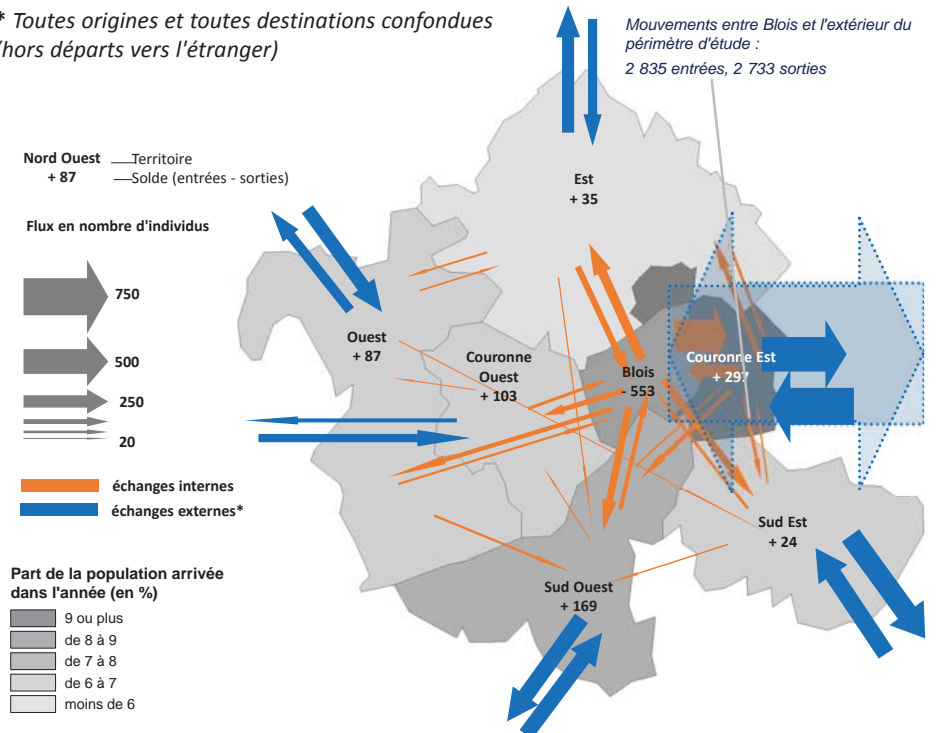 * Toutes origines et toutes destinations confondues
(hors départs vers l'étranger)
Mouvements entre Blois et l'extérieur du
périmètre d'étude :
2 835 entrées, 2 733 sorties
Nord Ouest
+ 87
Territoire
Solde (entrées - sorties)
Flux en nombre d'individus
750
500
250
20
échanges internes
échanges externes*
Part de la population arrivée
dans l'année (en %)
9 ou plus
de 8 à 9
de 7 à 8
de 6 à 7
moins de 6
Est
+ 35
Ouest
+ 87
Couronne
Ouest
+ 103
Blois
- 553
Couronne Est
+ 297
Sud Est
+ 24
Sud Ouest
+ 169